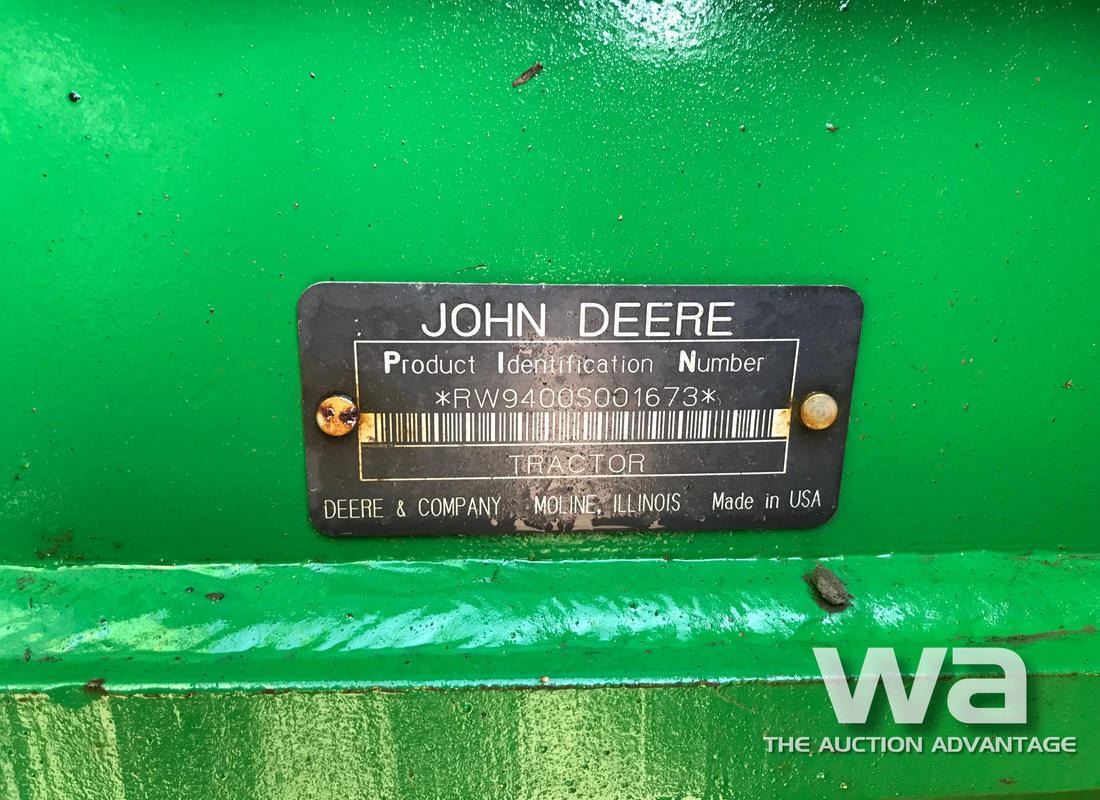 JOHN DEERE
Product Identification Number
*RW9400S001673*
TRACTOR
DEERE & COMPANY MOLINE, ILLINOIS Made in USA
wa
THE AUCTION ADVANTAGE